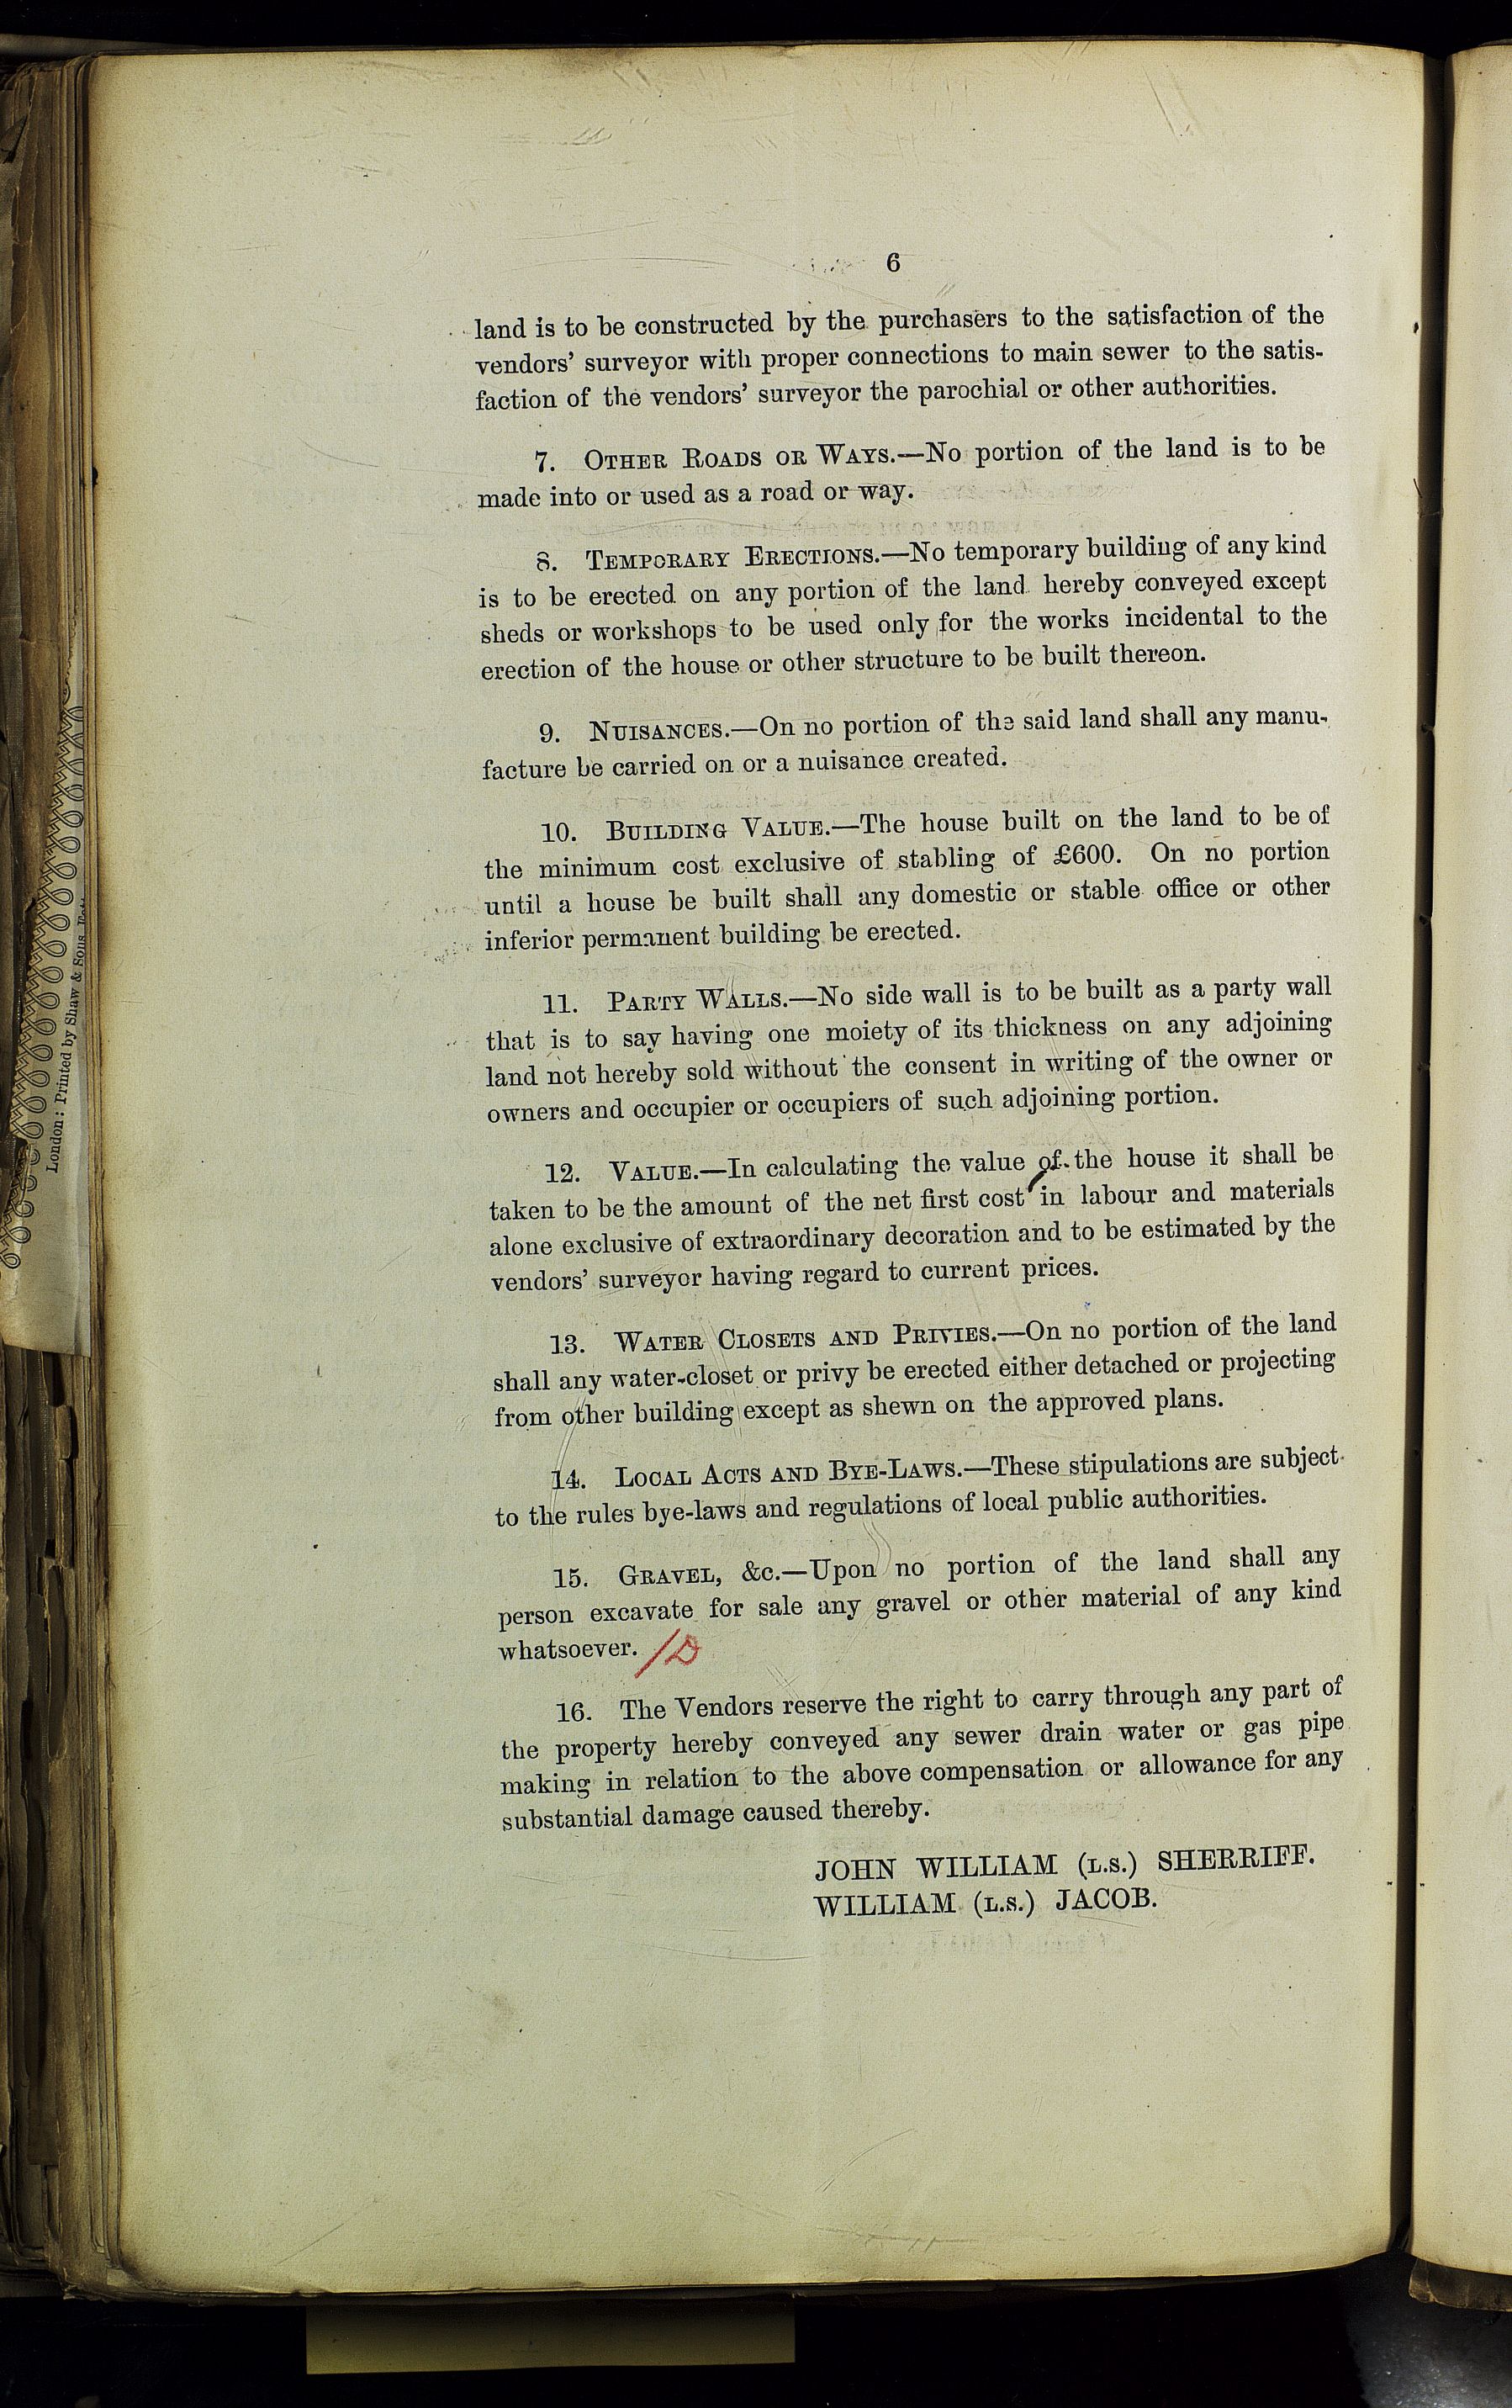 6
land is to be constructed by the purchasers to the satisfaction of the
vendors’ surveyor with proper connections to main sewer to the satis-
faction of the vendors’ surveyor the parochial or other authorities.
7. OTHER ROADS OR WAYS.—No portion of the land is to be
made into or used as a road or way.
8. TEMPORARY ERECTIONS.—No temporary building of any kind
is to be erected on any portion of the land hereby conveyed except
sheds or workshops to be used only for the works incidental to the
erection of the house or other structure to be built thereon.
9. NUISANCES.—On no portion of the said land shall any manu-
facture be carried on or a nuisance created.
10. BUILDING VALUE.—The house built on the land to be of
the minimum cost exclusive of stabling of £600. On no portion
until a house be built shall any domestic or stable office or other
inferior permanent building be erected.
11. PARTY WALLS.—No side wall is to be built as a party wall
that is to say having one moiety of its thickness on any adjoining
land not hereby sold without the consent in writing of the owner or
owners and occupier or occupiers of such adjoining portion.
12. VALUE.—In calculating the value of the house it shall be
taken to be the amount of the net first cost in labour and materials
alone exclusive of extraordinary decoration and to be estimated by the
vendors’ surveyor having regard to current prices.
13. WATER CLOSETS AND PRIVIES.—On no portion of the land
shall any water-closet or privy be erected either detached or projecting
from other building except as shewn on the approved plans.
14. LOCAL ACTS AND BYE-LAWS.—These stipulations are subject
to the rules bye-laws and regulations of local public authorities.
15. GRAVEL, &c.—Upon no portion of the land shall any
person excavate for sale any gravel or other material of any kind
whatsoever.
16. The Vendors reserve the right to carry through any part of
the property hereby conveyed any sewer drain water or gas pipe
making in relation to the above compensation or allowance for any
substantial damage caused thereby.
JOHN WILLIAM (L.S.) SHERRIFF.
WILLIAM (L.S.) JACOB.
London: Printed by Shaw & Sons